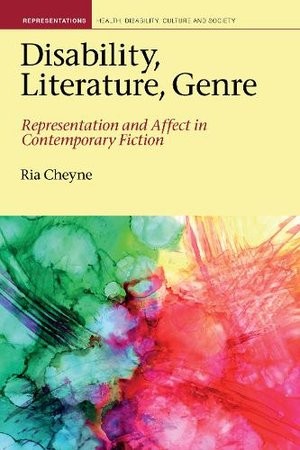 REPRESENTATIONS HEALTH, DISABILITY, CULTURE AND SOCIETY
Disability,
Literature, Genre
Representation and Affect in
Contemporary Fiction
Ria Cheyne